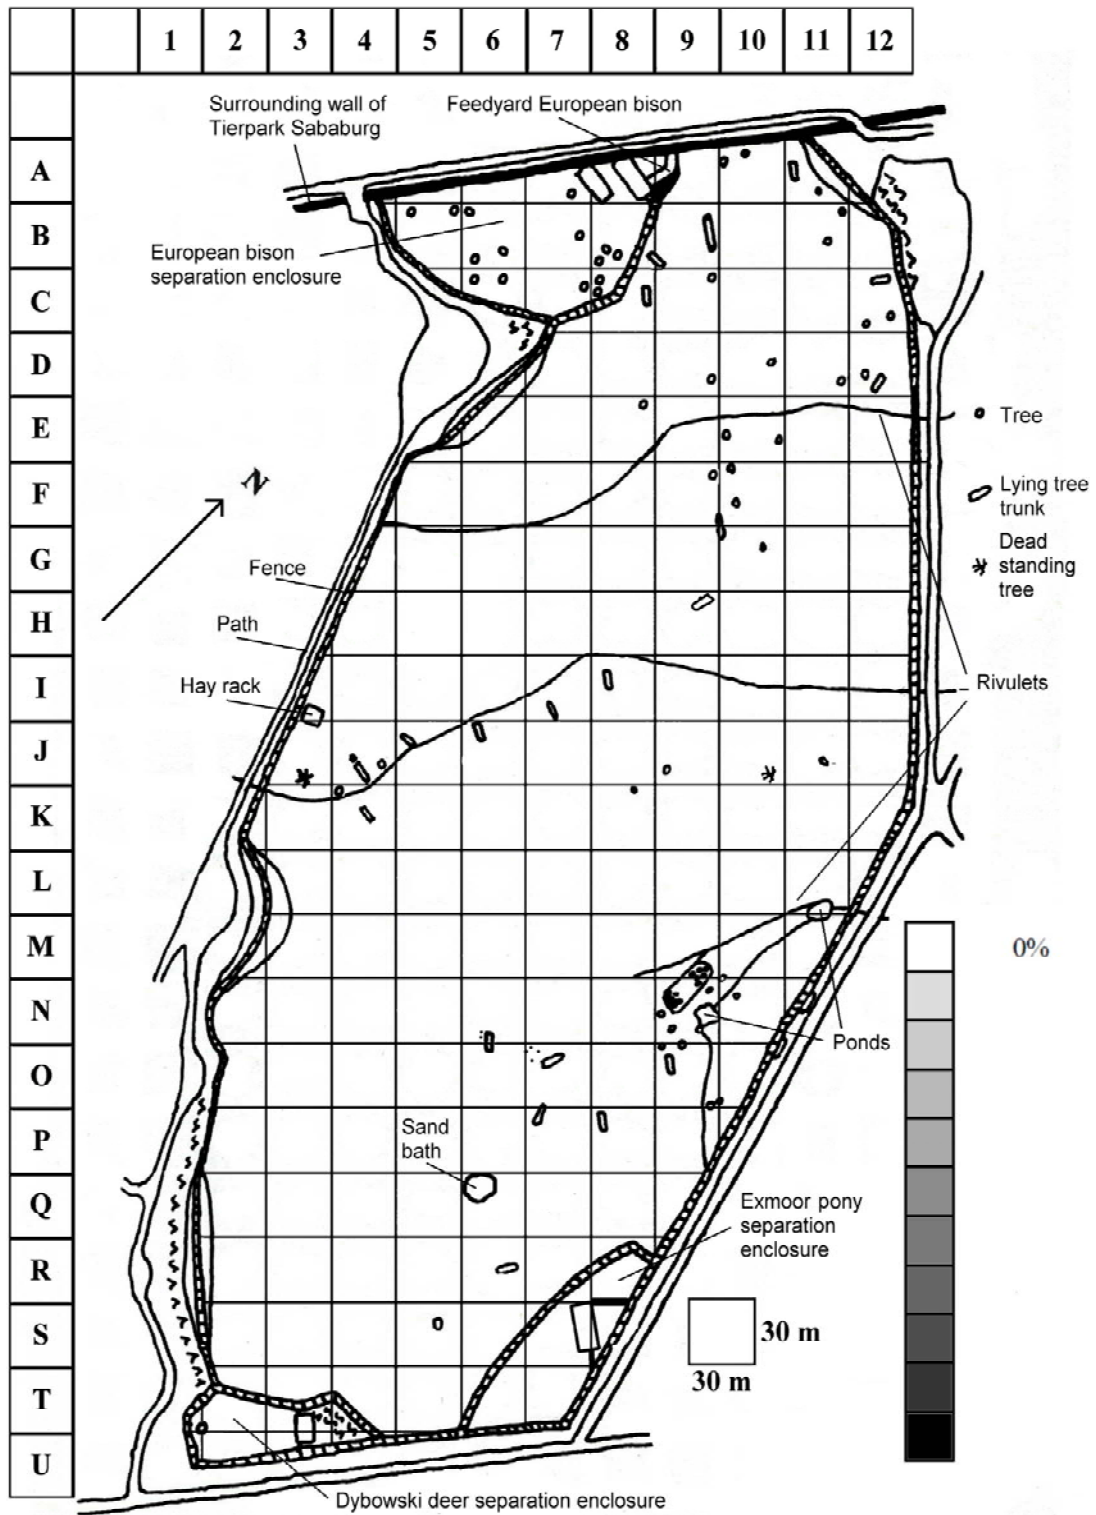 1 2 3 4 5 6 7 8 9 10 11 12
Surrounding wall of
Tierpark Sababurg
Feedyard European bison
A
B
European bison
separation enclosure
C
D
E
Tree
F
N
Lying tree
trunk
G
Dead
standing
tree
Fence
H
Path
I
Hay rack
Rivulets
J
K
L
M
0%
N
Ponds
O
P
Sand
bath
Q
Exmoor pony
separation
enclosure
R
S
30 m
30 m
T
U
Dybowski deer separation enclosure